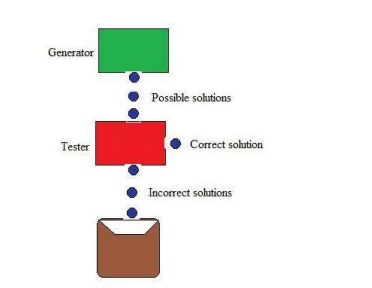 Generator
Possible solutions
Tester
Correct solution
Incorrect solutions